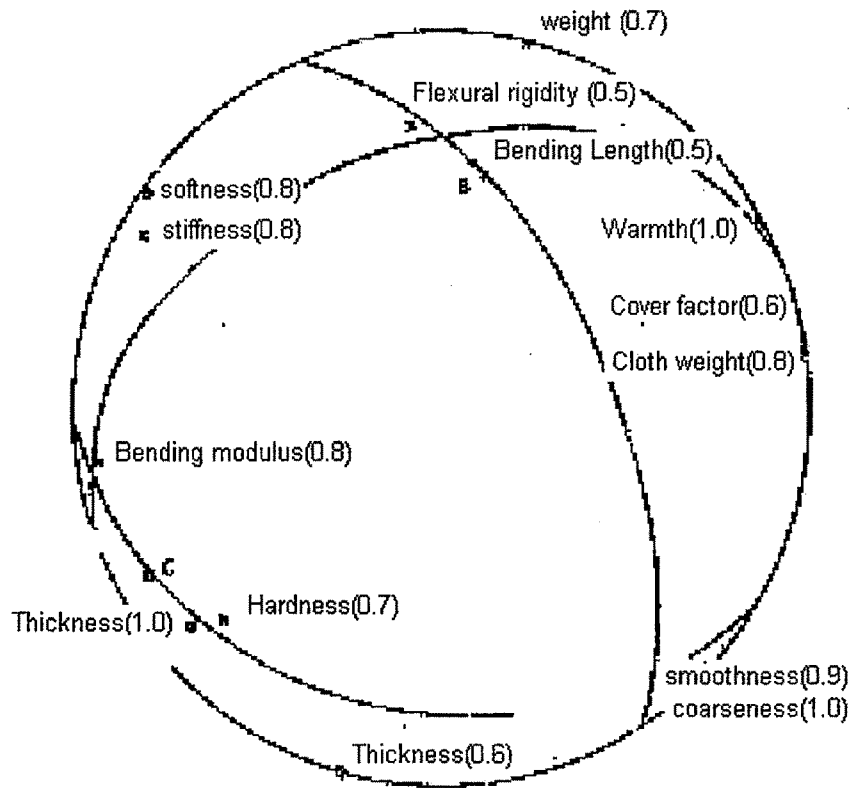 weight (0.7)
Flexural rigidity (0.5)
Bending Length(0.5)
softness(0.8)
Warmth(1.0)
stiffness(0.8)
Cover factor(0.6)
Cloth weight(0.8)
Bending modulus(0.8)
C
Hardness(0.7)
Thickness(1.0)
smoothness(0.9)
coarseness(1.0)
Thickness(0.6)